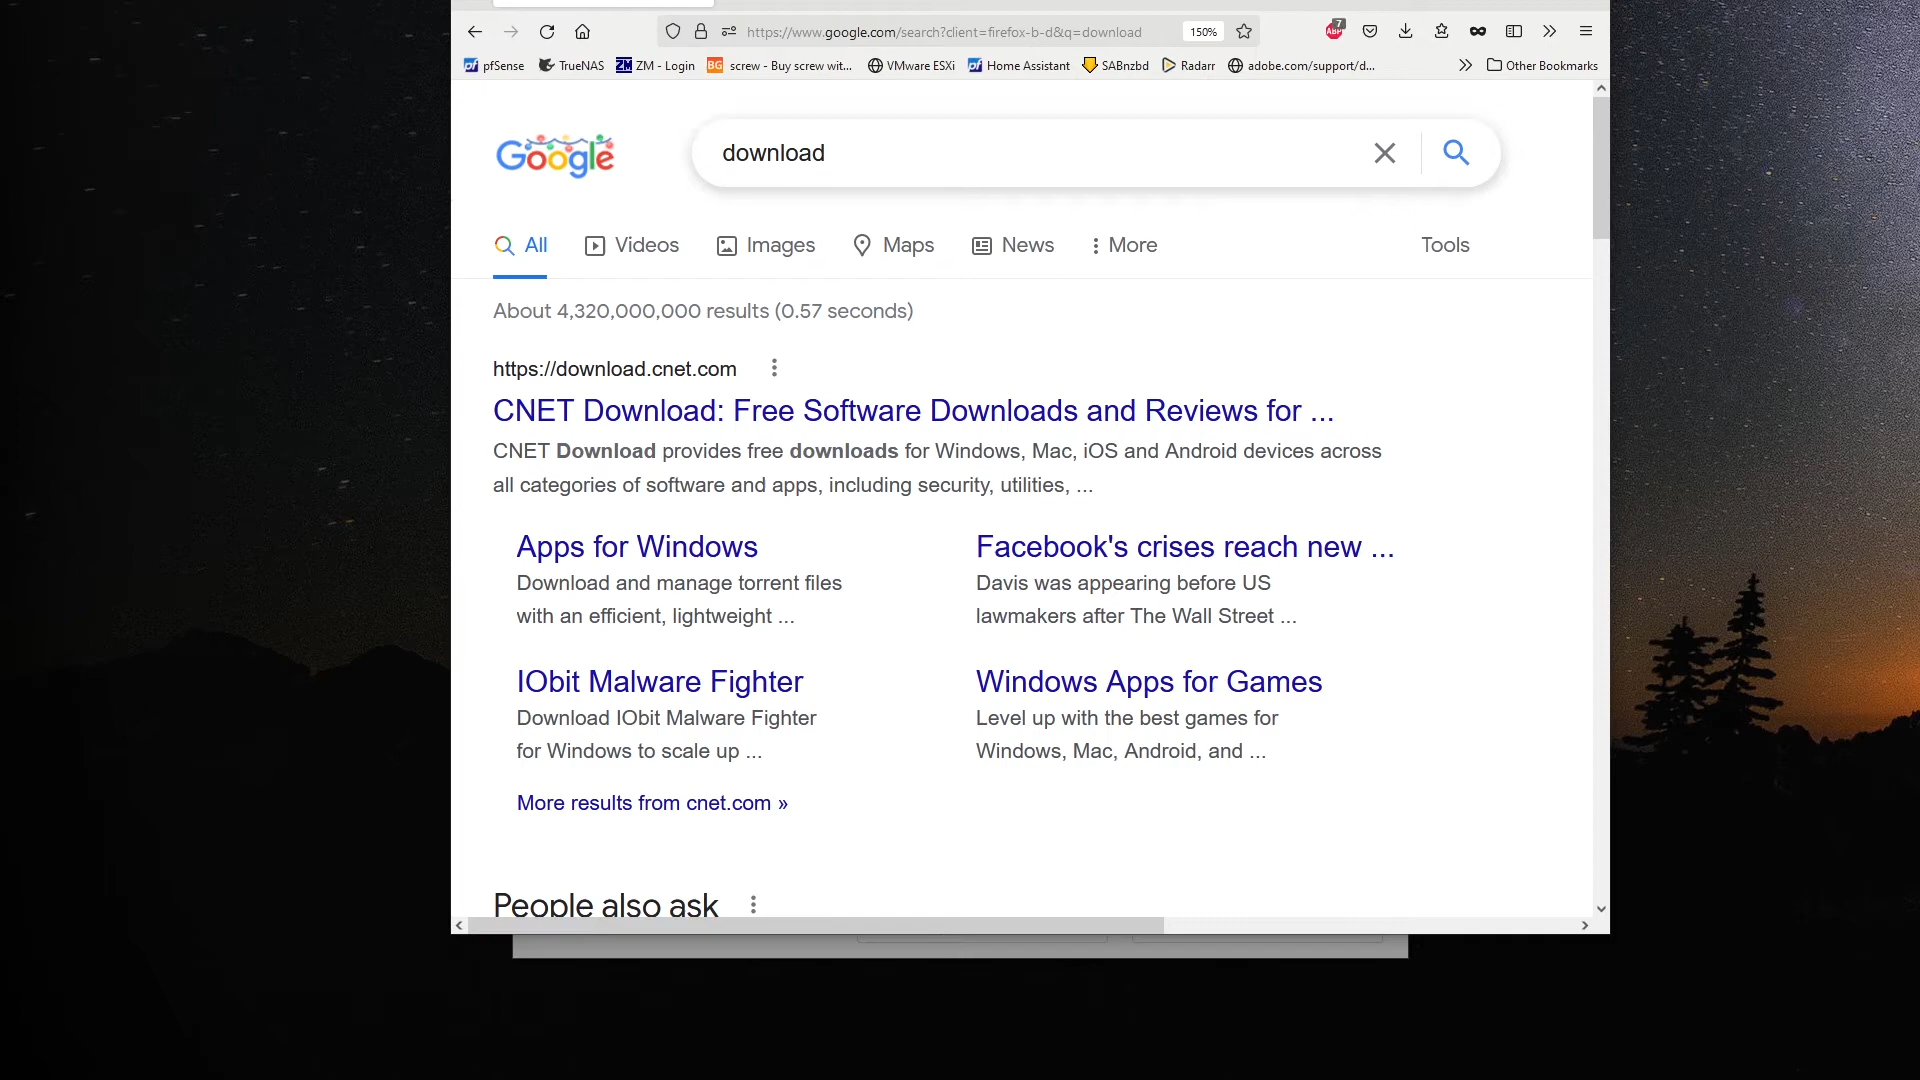 https://www.google.com/search?client=firefox-b-d&q=download
150%
ABP
7
pfSense
TrueNAS
ZM
ZM - Login
BG
screw - Buy screw wit...
VMware ESXi
Home Assistant
SABnzbd
Radarr
adobe.com/support/d...
Other Bookmarks
Google
download
All
Videos
Images
Maps
News
More
Tools
About 4,320,000,000 results (0.57 seconds)
https://download.cnet.com
CNET Download: Free Software Downloads and Reviews for ...
CNET Download provides free downloads for Windows, Mac, iOS and Android devices across
all categories of software and apps, including security, utilities, ...
Apps for Windows
Download and manage torrent files
with an efficient, lightweight ...
Facebook's crises reach new ...
Davis was appearing before US
lawmakers after The Wall Street ...
IObit Malware Fighter
Download IObit Malware Fighter
for Windows to scale up ...
Windows Apps for Games
Level up with the best games for
Windows, Mac, Android, and ...
More results from cnet.com »
People also ask